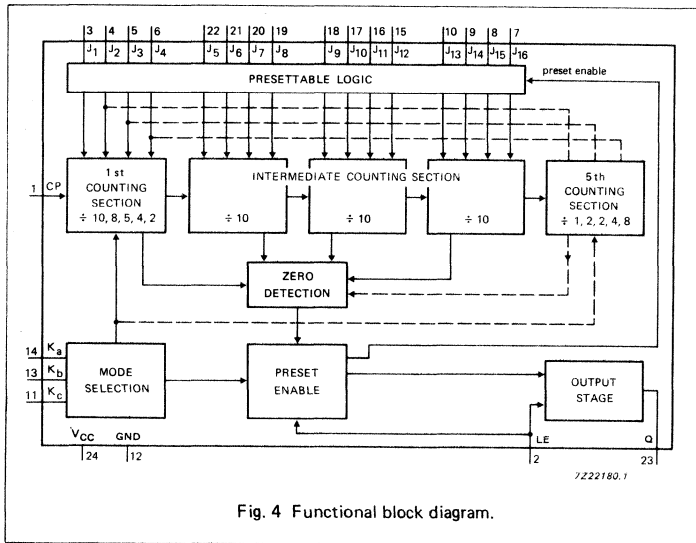 3 4 5 6 22 21 20 19 18 17 16 15 10 9 8 7
J1 J2 J3 J4 J5 J6 J7 J8 J9 J10 J11 J12 J13 J14 J15 J16
PRESETTABLE LOGIC
preset enable
1 CP
1 st
COUNTING
SECTION
÷ 10, 8, 5, 4, 2
INTERMEDIATE COUNTING SECTION
÷ 10
÷ 10
÷ 10
5 th
COUNTING
SECTION
÷ 1, 2, 2, 4, 8
ZERO
DETECTION
14 Ka
13 Kb
11 Kc
MODE
SELECTION
PRESET
ENABLE
OUTPUT
STAGE
VCC GND
24 12
LE Q
2 23
7Z22180.1
Fig. 4 Functional block diagram.